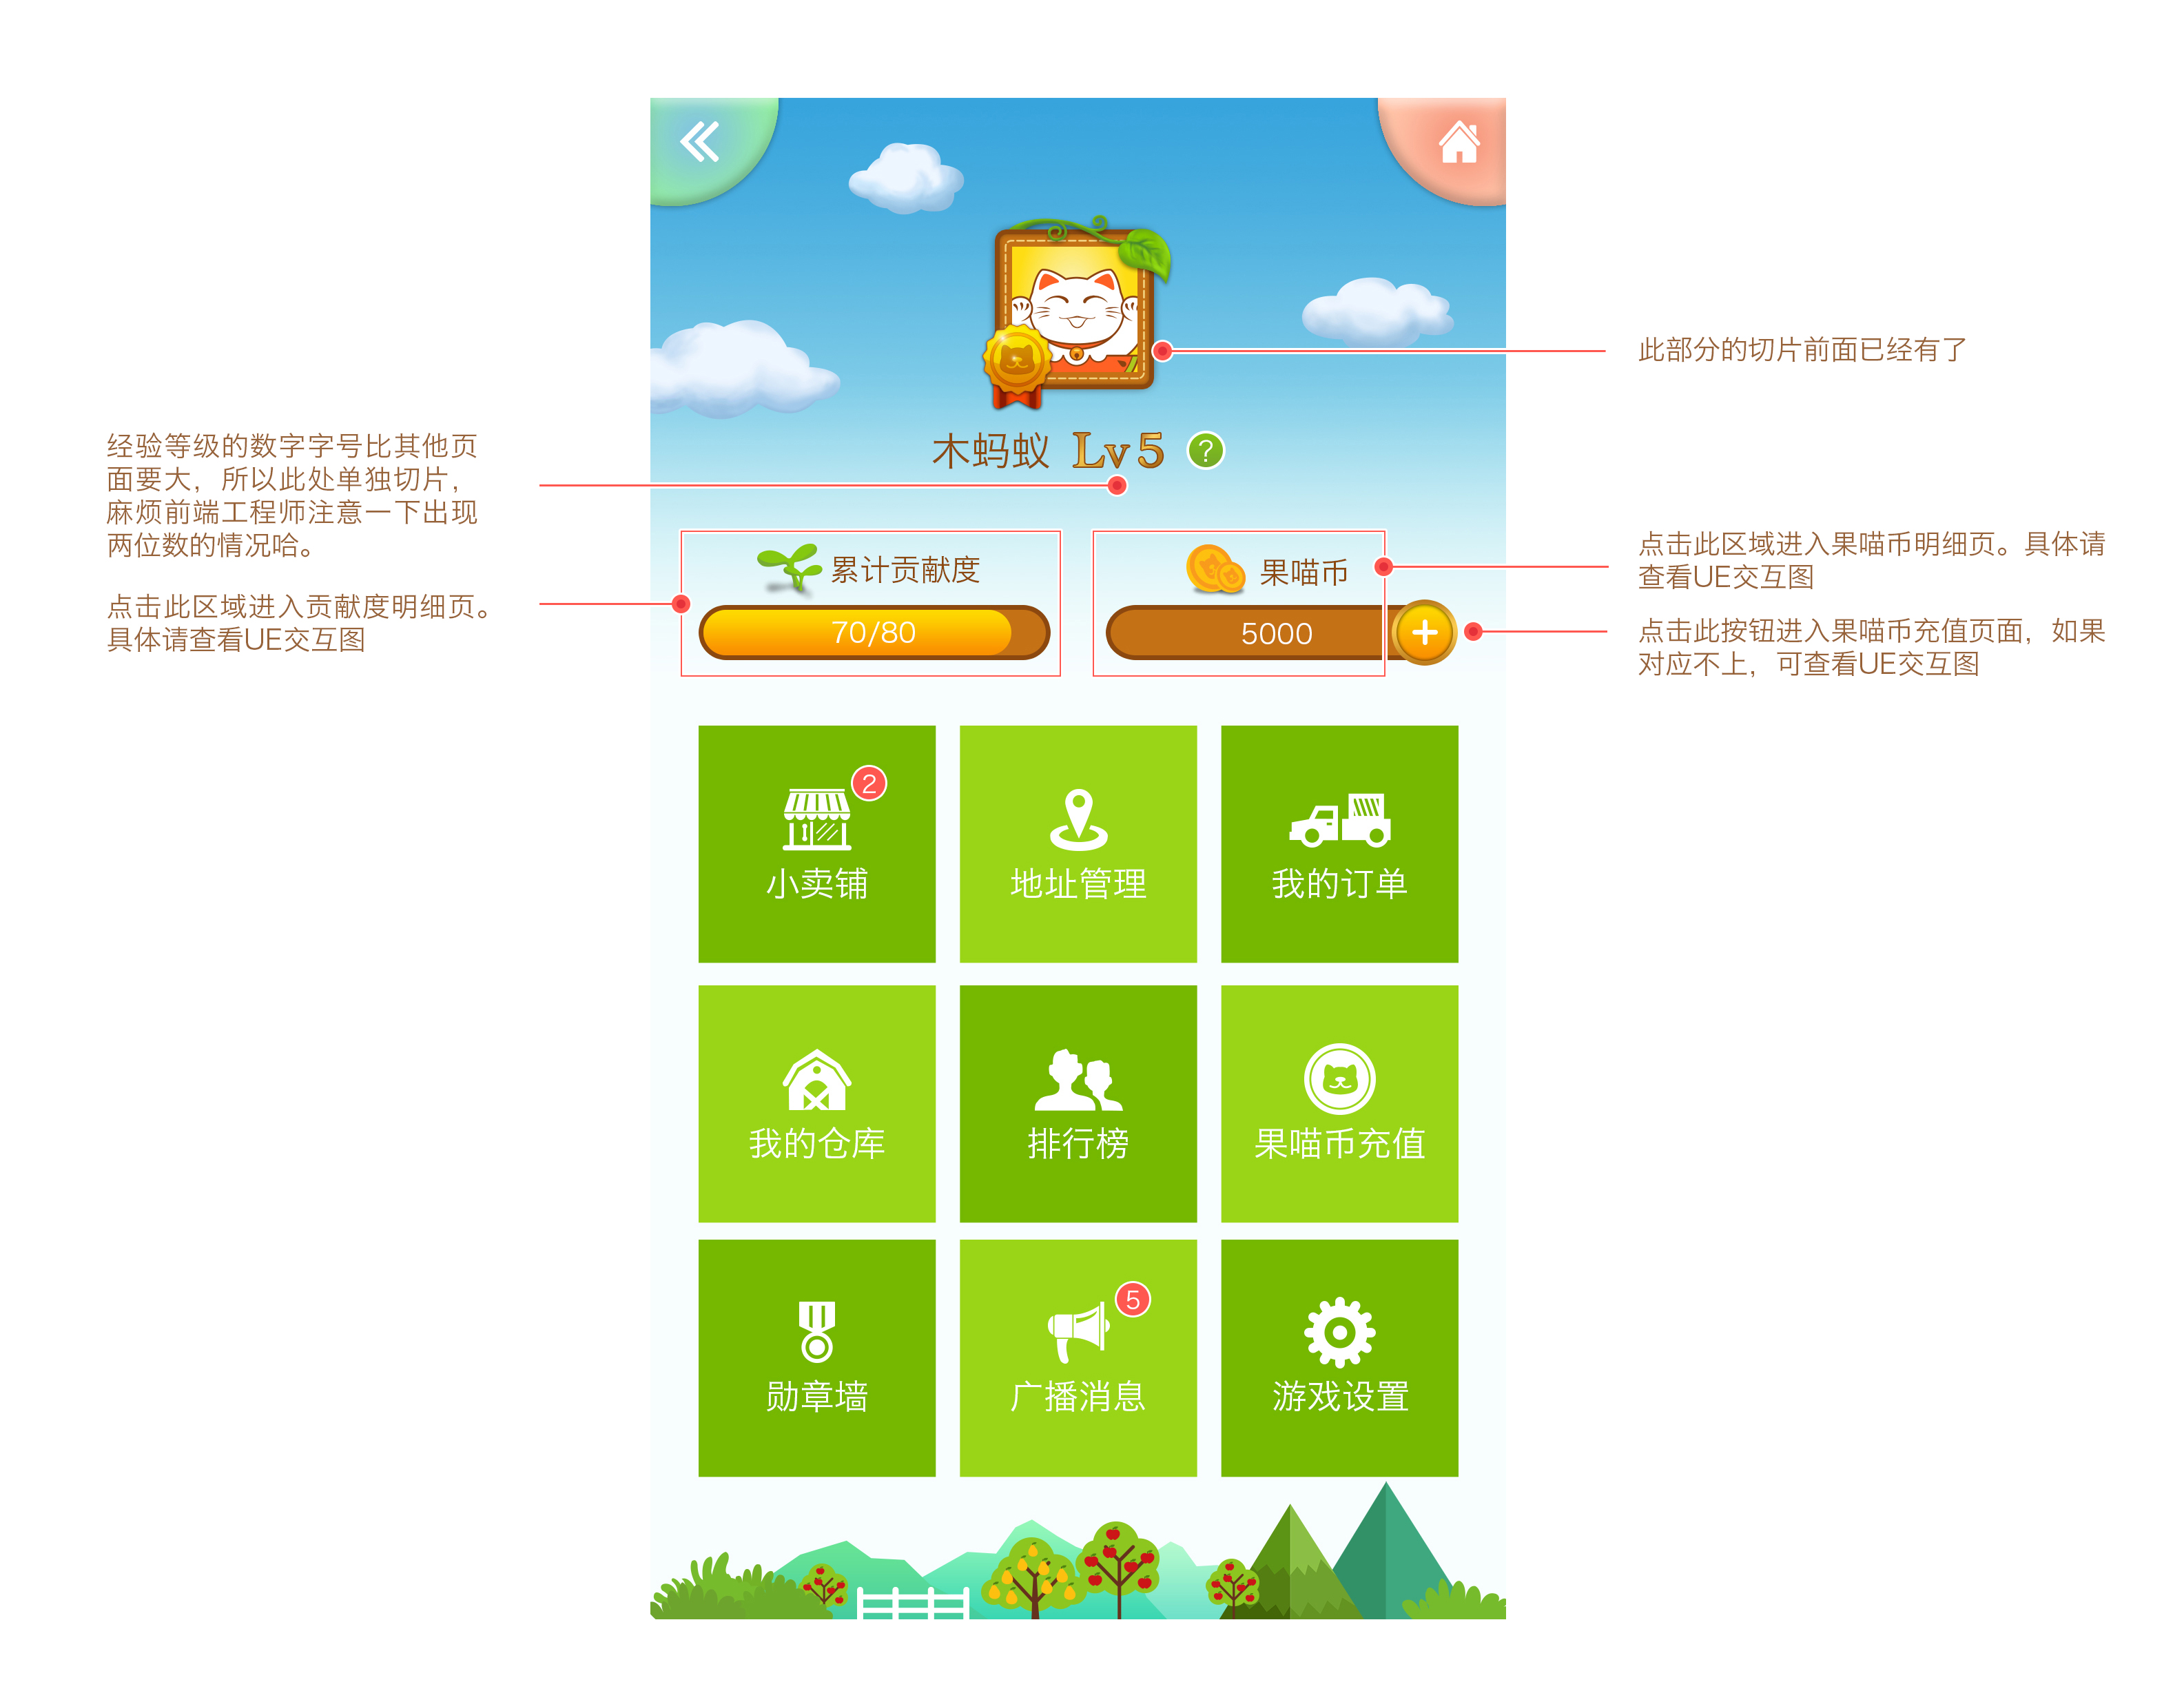 此部分的切片前面已经有了
经验等级的数字字号比其他页
面要大，所以此处单独切片，
麻烦前端工程师注意一下出现
两位数的情况哈。
木蚂蚁 Lv 5 ?
点击此区域进入贡献度明细页。
具体请查看UE交互图
累计贡献度
70/80
果喵币
5000
点击此区域进入果喵币明细页。具体请
查看UE交互图
点击此按钮进入果喵币充值页面，如果
对应不上，可查看UE交互图
2
小卖铺
地址管理
我的订单
我的仓库
排行榜
果喵币充值
勋章墙
5
广播消息
游戏设置